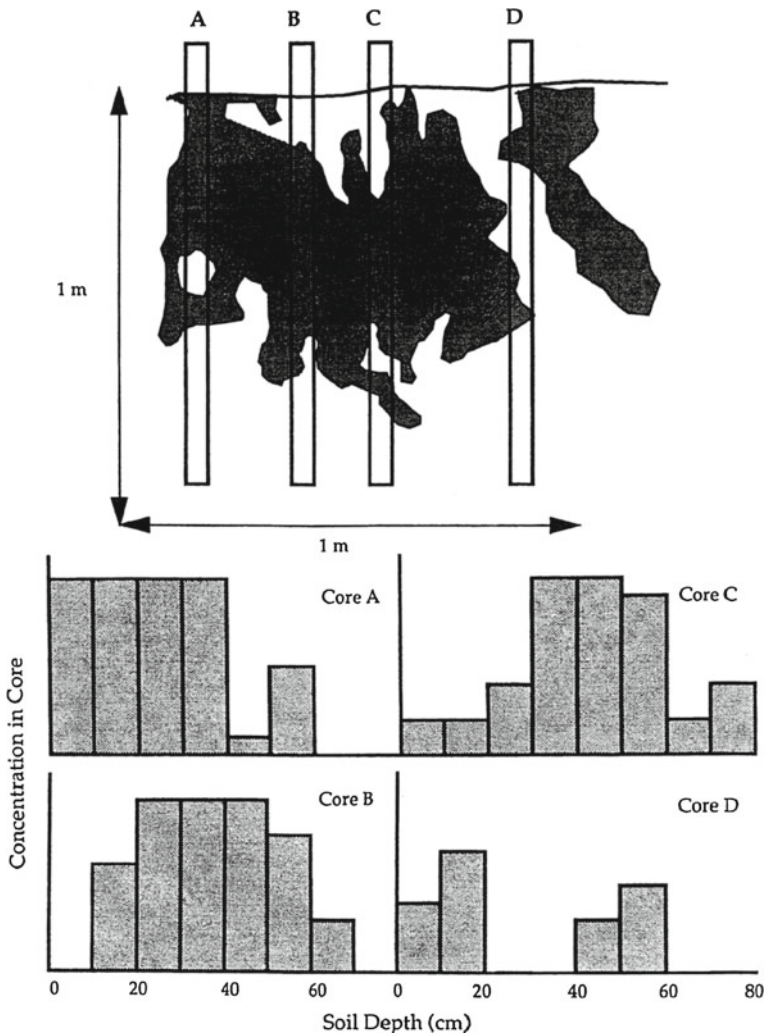 A B C D
1 m
1 m
Concentration in Core
Core A
Core C
Core B
Core D
0 20 40 60 0 20 40 60 80
Soil Depth (cm)